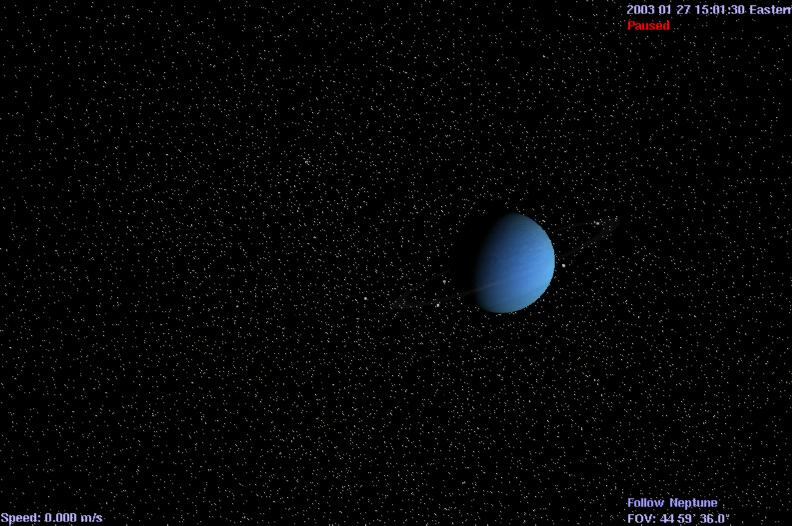 2003 01 27 15:01:30 Eastern
Paused
Follow Neptune
Speed: 0.000 m/s
FOV: 44 59' 36.0"